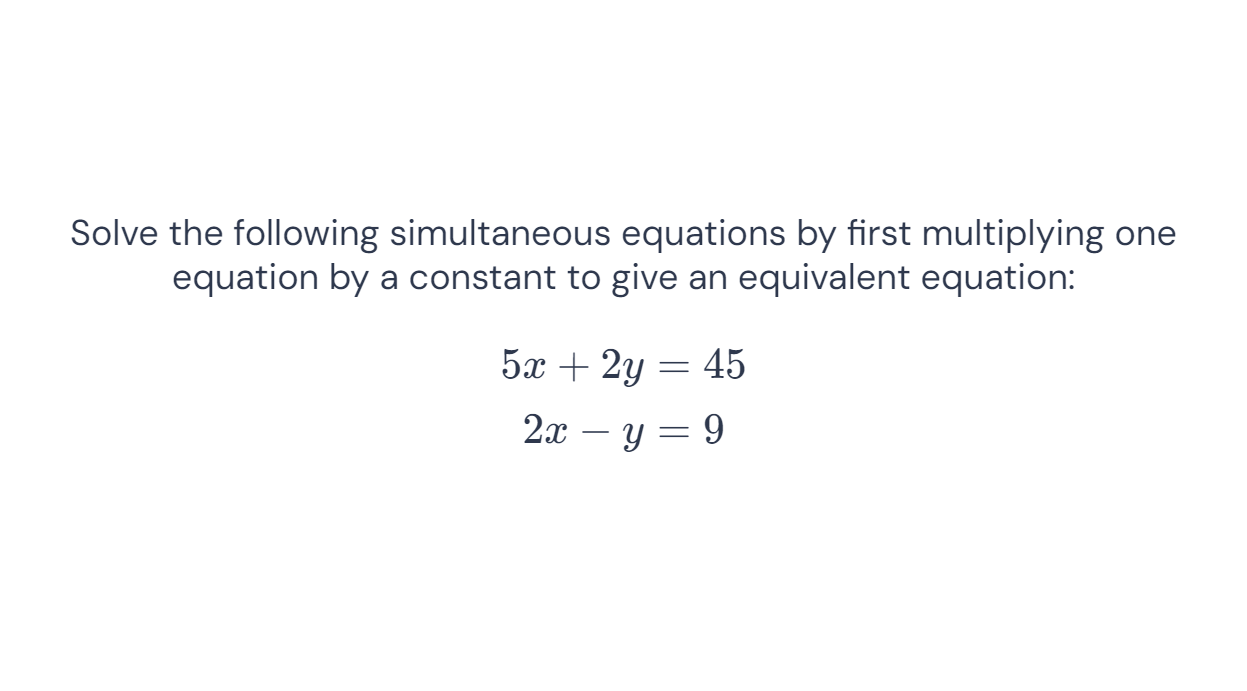 Solve the following simultaneous equations by first multiplying one
equation by a constant to give an equivalent equation:
5x + 2y = 45
2x − y = 9